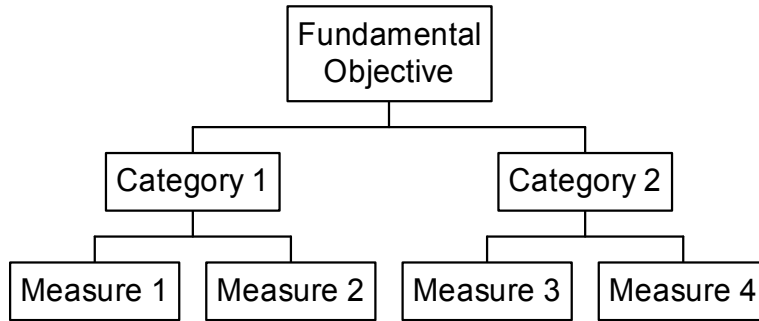 Fundamental
Objective
Category 1
Category 2
Measure 1
Measure 2
Measure 3
Measure 4